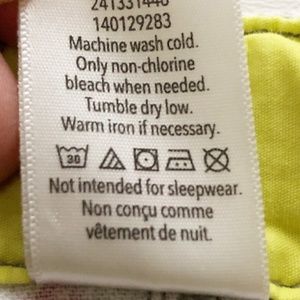 140129283
Machine wash cold.
Only non-chlorine
bleach when needed.
Tumble dry low.
Warm iron if necessary.
30
Not intended for sleepwear.
Non conçu comme
vêtement de nuit.